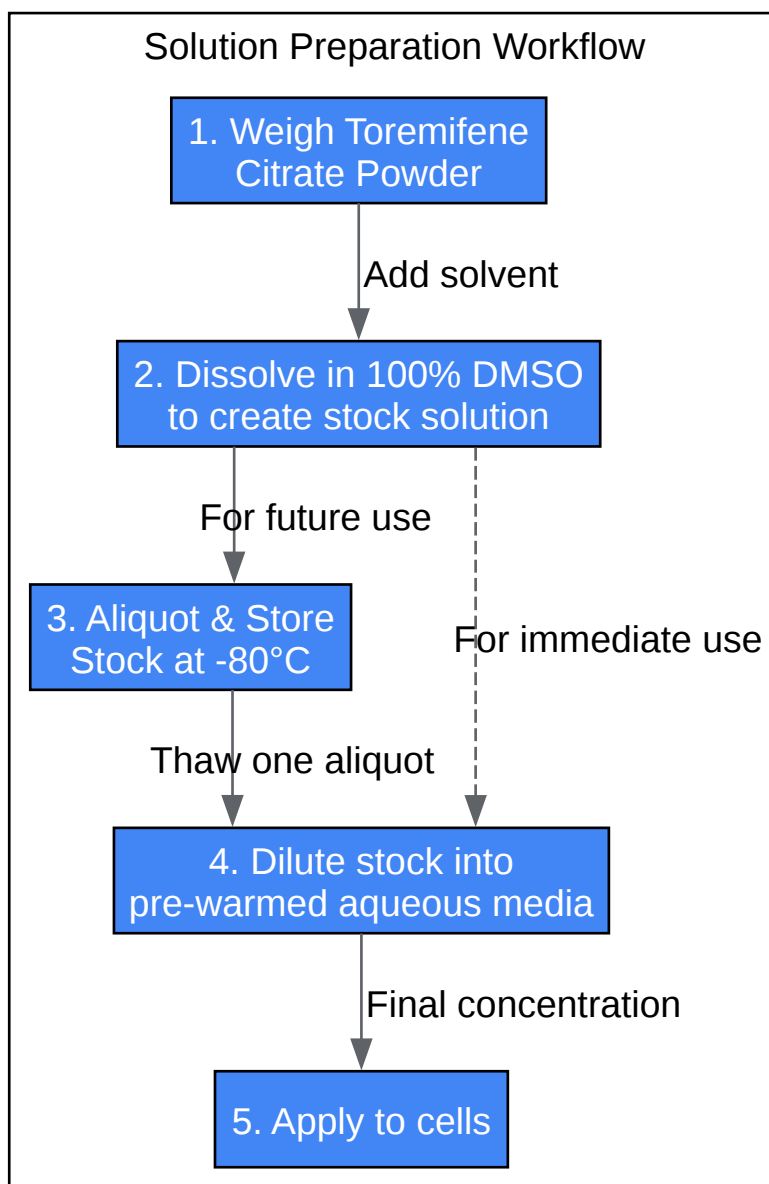 Solution Preparation Workflow
1. Weigh Toremifene
Citrate Powder
Add solvent
2. Dissolve in 100% DMSO
to create stock solution
For future use
3. Aliquot & Store
Stock at -80°C
For immediate use
Thaw one aliquot
4. Dilute stock into
pre-warmed aqueous media
Final concentration
5. Apply to cells